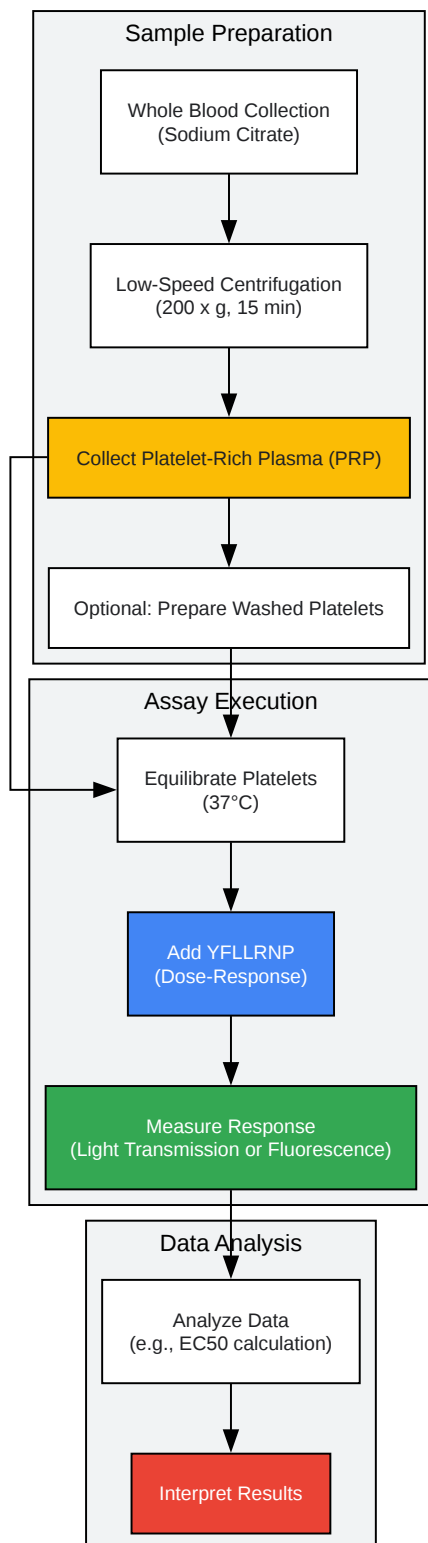 Sample Preparation
Whole Blood Collection
(Sodium Citrate)
Low-Speed Centrifugation
(200 x g, 15 min)
Collect Platelet-Rich Plasma (PRP)
Optional: Prepare Washed Platelets
Assay Execution
Equilibrate Platelets
(37°C)
Add YFLLRNP
(Dose-Response)
Measure Response
(Light Transmission or Fluorescence)
Data Analysis
Analyze Data
(e.g., EC50 calculation)
Interpret Results